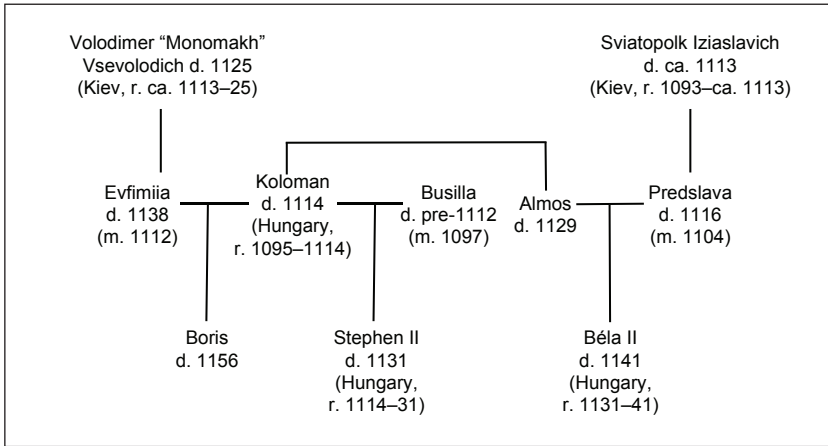 Volodimer “Monomakh”
Vsevolodich d. 1125
(Kiev, r. ca. 1113–25)
Sviatopolk Iziaslavich
d. ca. 1113
(Kiev, r. 1093–ca. 1113)
Evfimiia
d. 1138
(m. 1112)
Koloman
d. 1114
(Hungary,
r. 1095–1114)
Busilla
d. pre-1112
(m. 1097)
Almos
d. 1129
Predslava
d. 1116
(m. 1104)
Boris
d. 1156
Stephen II
d. 1131
(Hungary,
r. 1114–31)
Béla II
d. 1141
(Hungary,
r. 1131–41)